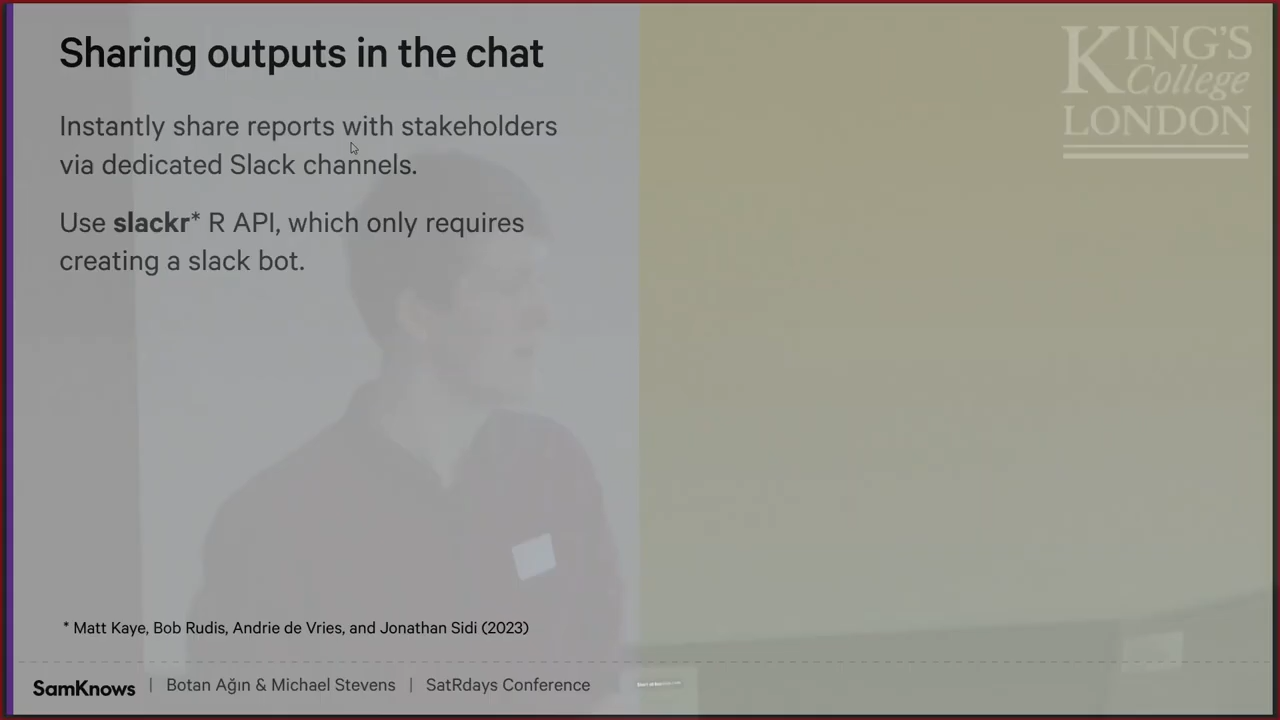 Sharing outputs in the chat
KING'S
College
LONDON
Instantly share reports with stakeholders
via dedicated Slack channels.
Use slackr* R API, which only requires
creating a slack bot.
* Matt Kaye, Bob Rudis, Andrie de Vries, and Jonathan Sidi (2023)
SamKnows | Botan Ağın & Michael Stevens | SatRdays Conference